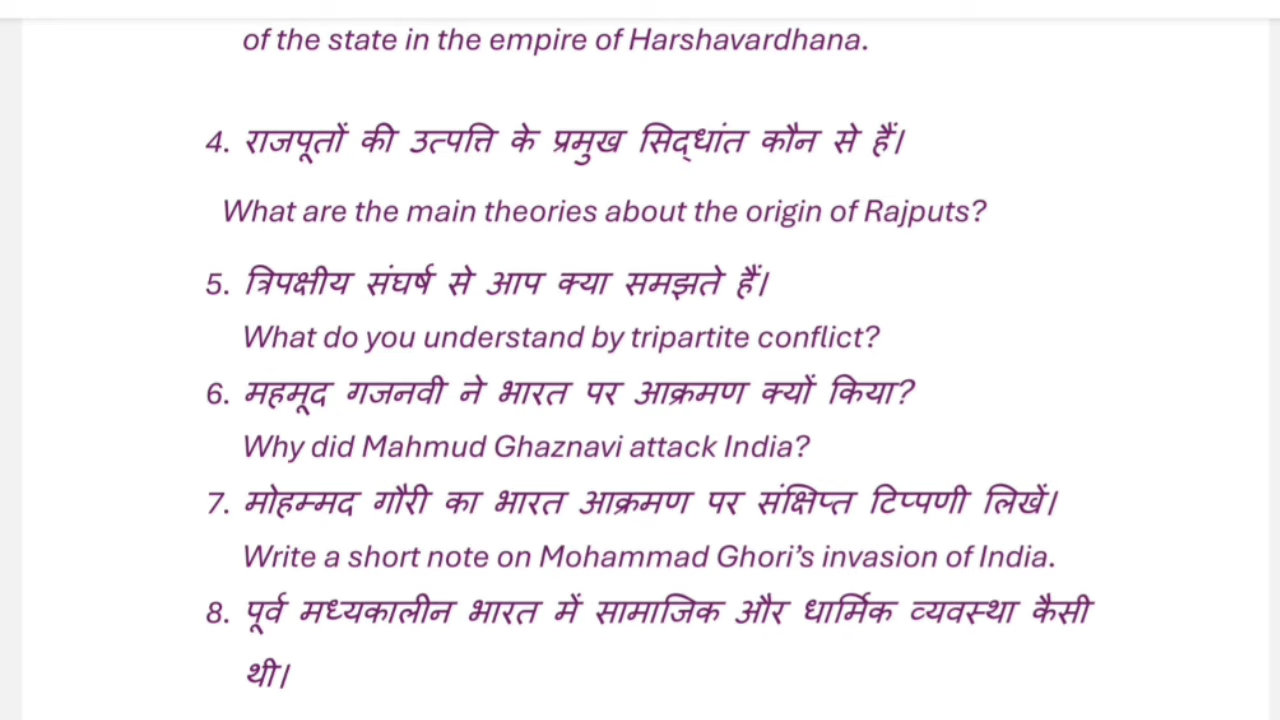 of the state in the empire of Harshavardhana.
4. राजपूतों की उत्पत्ति के प्रमुख सिद्धांत कौन से हैं।
What are the main theories about the origin of Rajputs?
5. त्रिपक्षीय संघर्ष से आप क्या समझते हैं।
What do you understand by tripartite conflict?
6. महमूद गजनवी ने भारत पर आक्रमण क्यों किया?
Why did Mahmud Ghaznavi attack India?
7. मोहम्मद गौरी का भारत आक्रमण पर संक्षिप्त टिप्पणी लिखें।
Write a short note on Mohammad Ghori’s invasion of India.
8. पूर्व मध्यकालीन भारत में सामाजिक और धार्मिक व्यवस्था कैसी
थी।